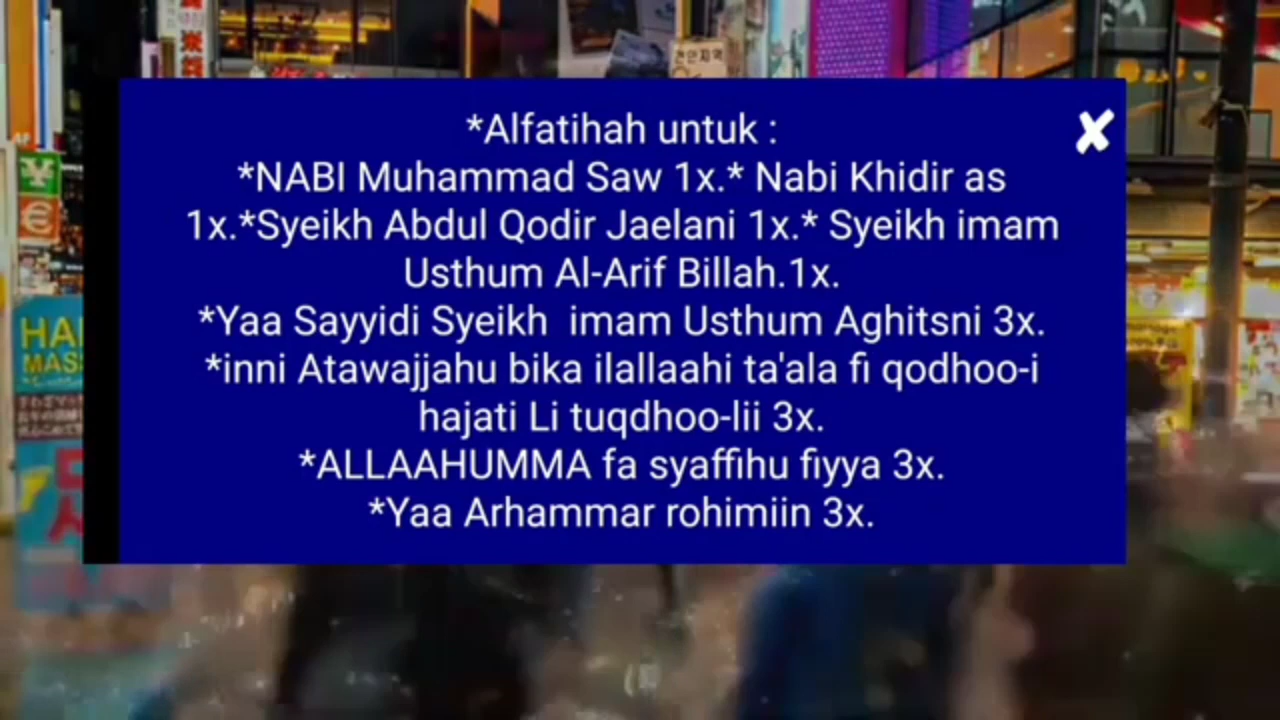 *Alfatihah untuk :
*NABI Muhammad Saw 1x.* Nabi Khidir as
1x.*Syeikh Abdul Qodir Jaelani 1x.* Syeikh imam
Usthum Al-Arif Billah.1x.
*Yaa Sayyidi Syeikh  imam Usthum Aghitsni 3x.
*inni Atawajjahu bika ilallaahi ta'ala fi qodhoo-i
hajati Li tuqdhoo-lii 3x.
*ALLAAHUMMA fa syaffihu fiyya 3x.
*Yaa Arhammar rohimiin 3x.
¥
€